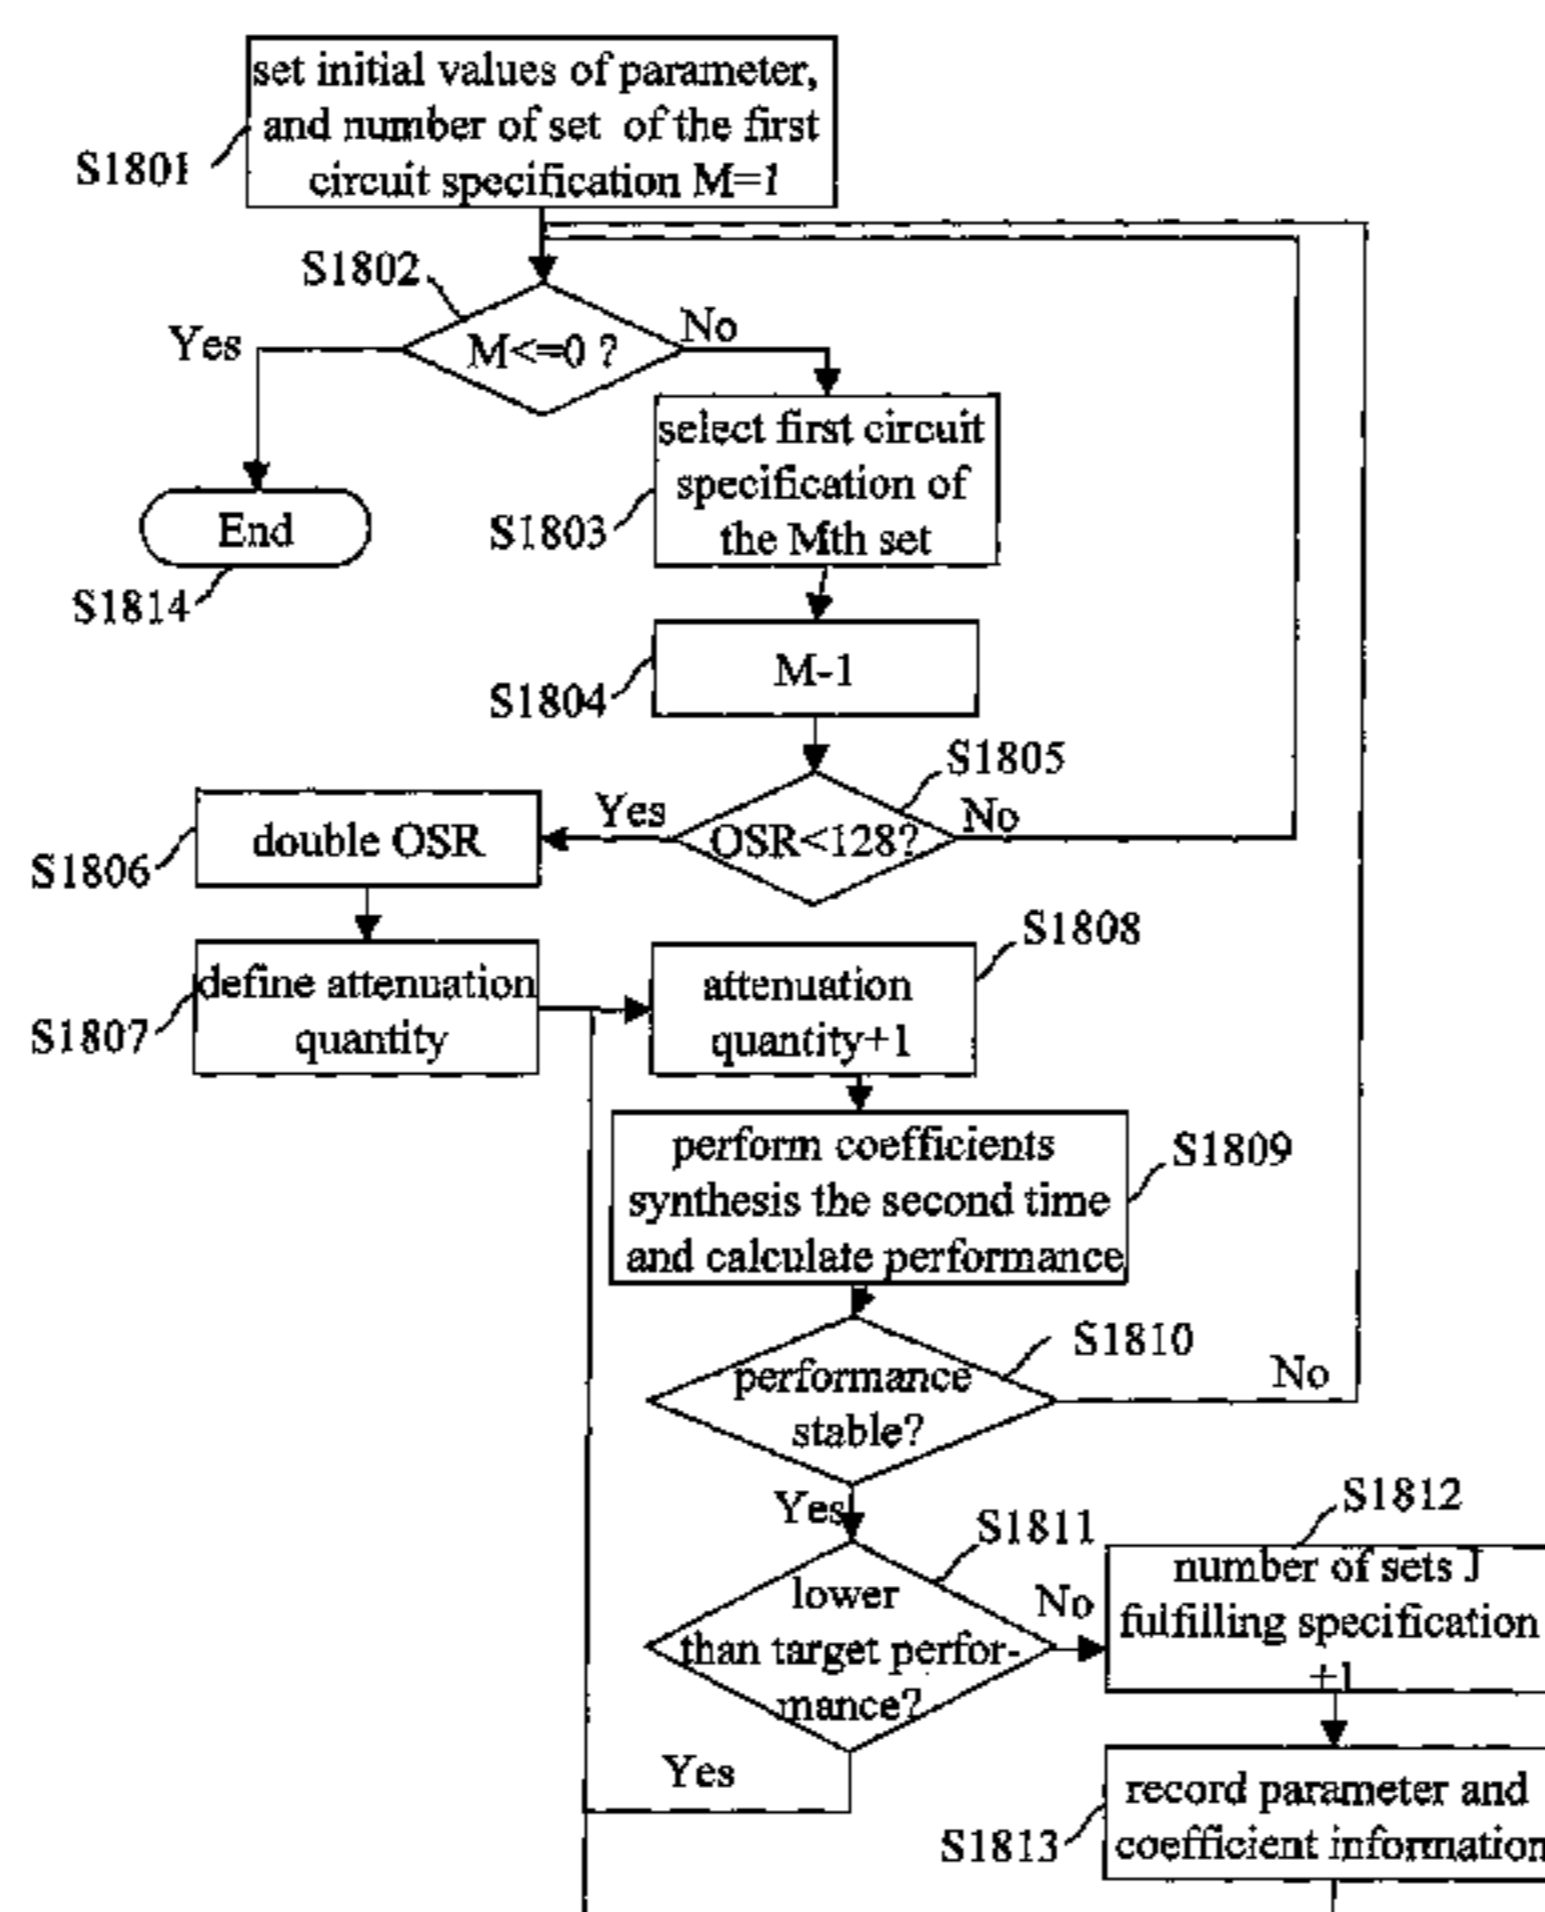 set initial values of parameter,
and number of set of the first
circuit specification M=1
S1801
S1802
Yes
M<=0 ?
No
select first circuit
specification of
the Mth set
S1803
End
S1814
M-1
S1804
S1805
double OSR
S1806
Yes
OSR<128?
No
define attenuation
quantity
S1807
attenuation
quantity+1
S1808
perform coefficients
synthesis the second time
and calculate performance
S1809
performance
stable?
S1810
No
Yes
S1811
lower
than target perfor-
mance?
No
Yes
S1812
number of sets J
fulfilling specification
+1
record parameter and
coefficient information
S1813